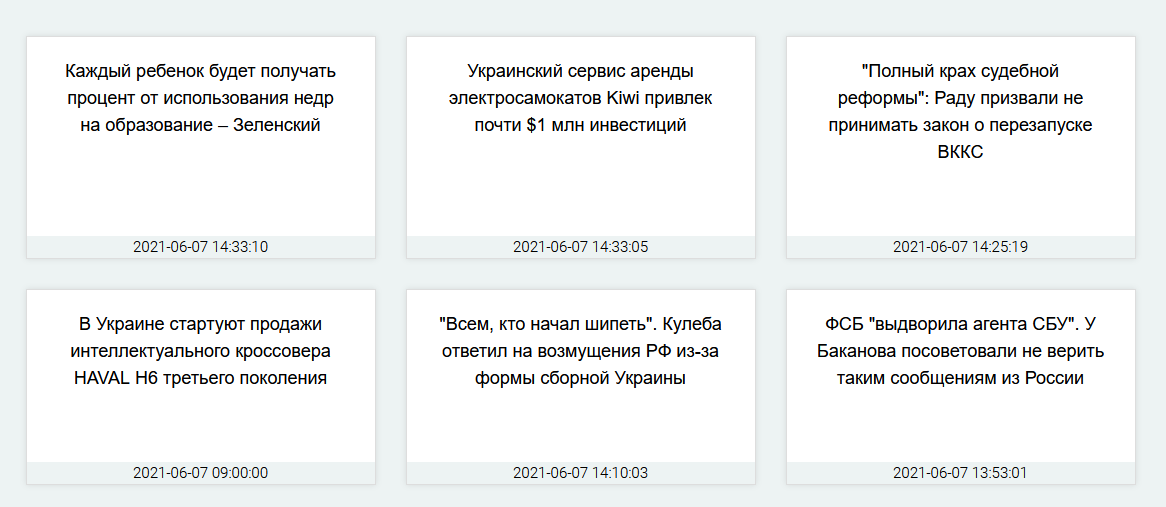 Каждый ребенок будет получать
процент от использования недр
на образование – Зеленский
2021-06-07 14:33:10
Украинский сервис аренды
электросамокатов Kiwi привлек
почти $1 млн инвестиций
2021-06-07 14:33:05
"Полный крах судебной
реформы": Раду призвали не
принимать закон о перезапуске
ВККС
2021-06-07 14:25:19
В Украине стартуют продажи
интеллектуального кроссовера
HAVAL H6 третьего поколения
2021-06-07 09:00:00
"Всем, кто начал шипеть". Кулеба
ответил на возмущения РФ из-за
формы сборной Украины
2021-06-07 14:10:03
ФСБ "выдворила агента СБУ". У
Баканова посоветовали не верить
таким сообщениям из России
2021-06-07 13:53:01